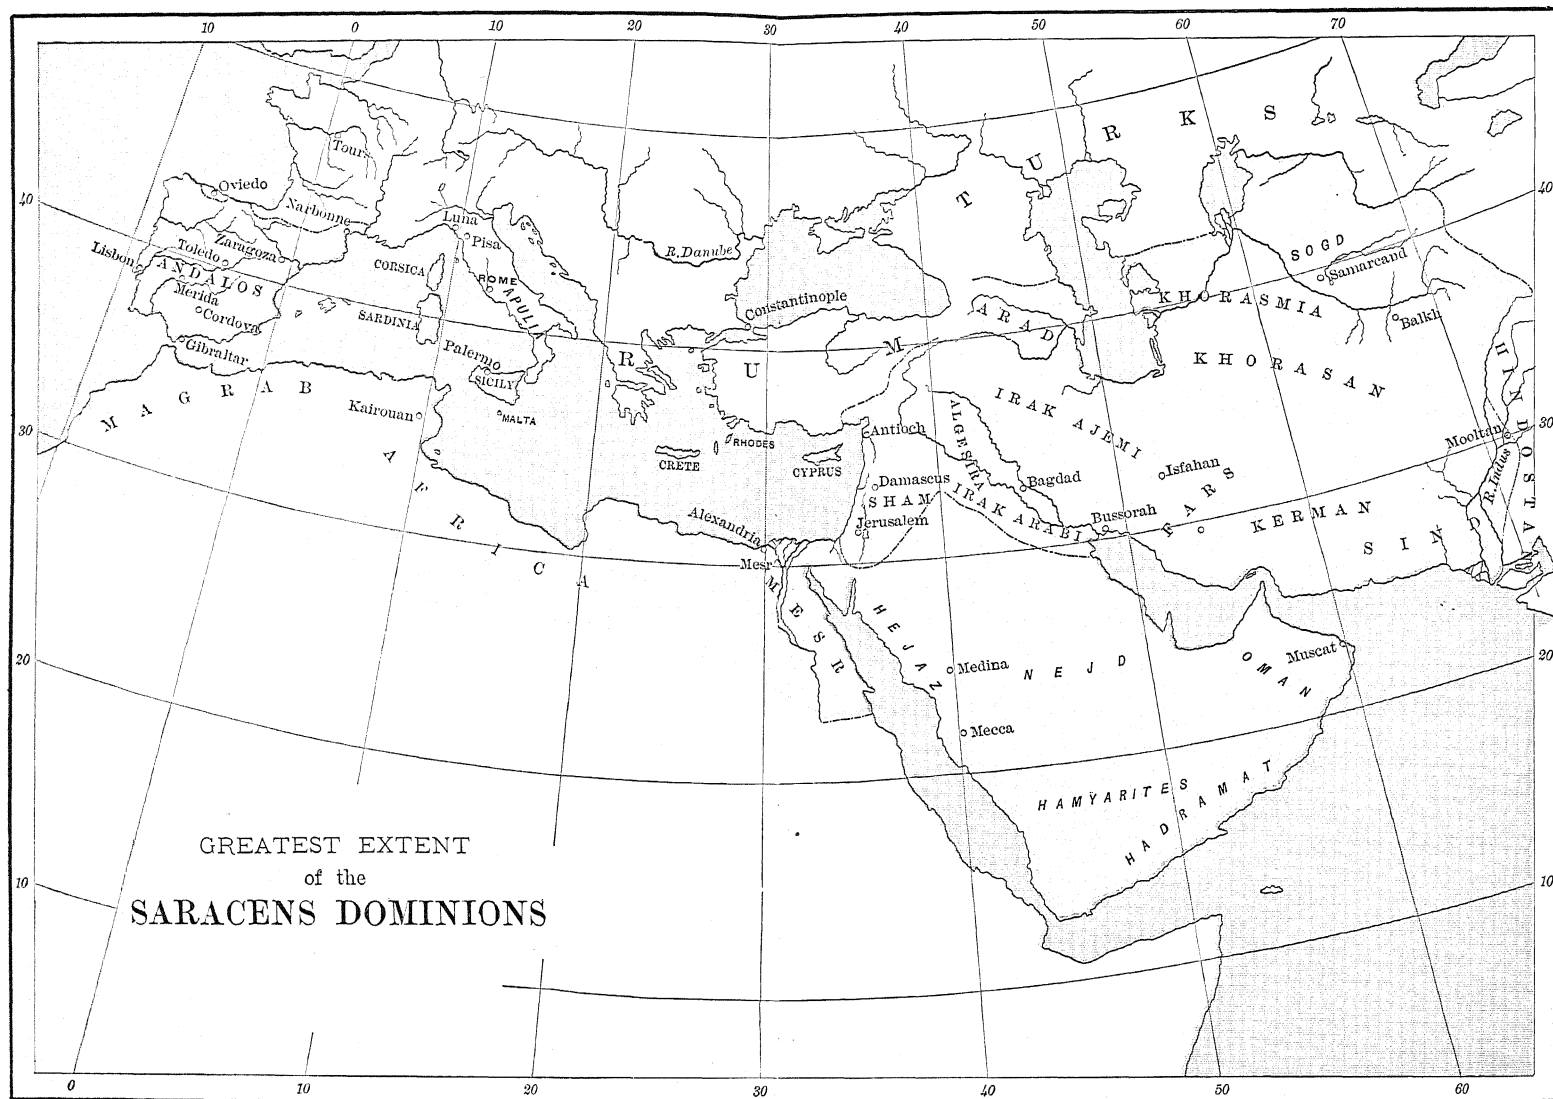 10 0 10 20 30 40 50 60 70
TURKS
Tours
40
Oviedo
Narbonne
Luna
Pisa
R. Danube
40
Lisbon
Toledo
Zaragoza
ANDALOS
Merida
Cordova
Gibraltar
CORSICA
SARDINIA
ROME
APULIA
Constantinople
SOGD
Samarcand
KHORASMIA
Balkh
ARAD
RUM
KHORASAN
HINDOSTAN
Palermo
SICILY
MALTA
MAGRAB
Kairouan
30
AFRICA
CRETE
RHODES
CYPRUS
Antioch
ALGESIRA
IRAK AJEMI
Mooltan
30
R. Indus
Damascus
SHAM
Jerusalem
IRAK ARABI
Bagdad
Isfahan
Bussorah
FARS
KERMAN
SIND
Alexandria
Mesr
MESR
HEJAZ
Medina
NEJD
OMAN
Muscat
20
20
Mecca
HAMYARITES
HADRAMAT
GREATEST EXTENT
of the
SARACENS DOMINIONS
10
10
0 10 20 30 40 50 60